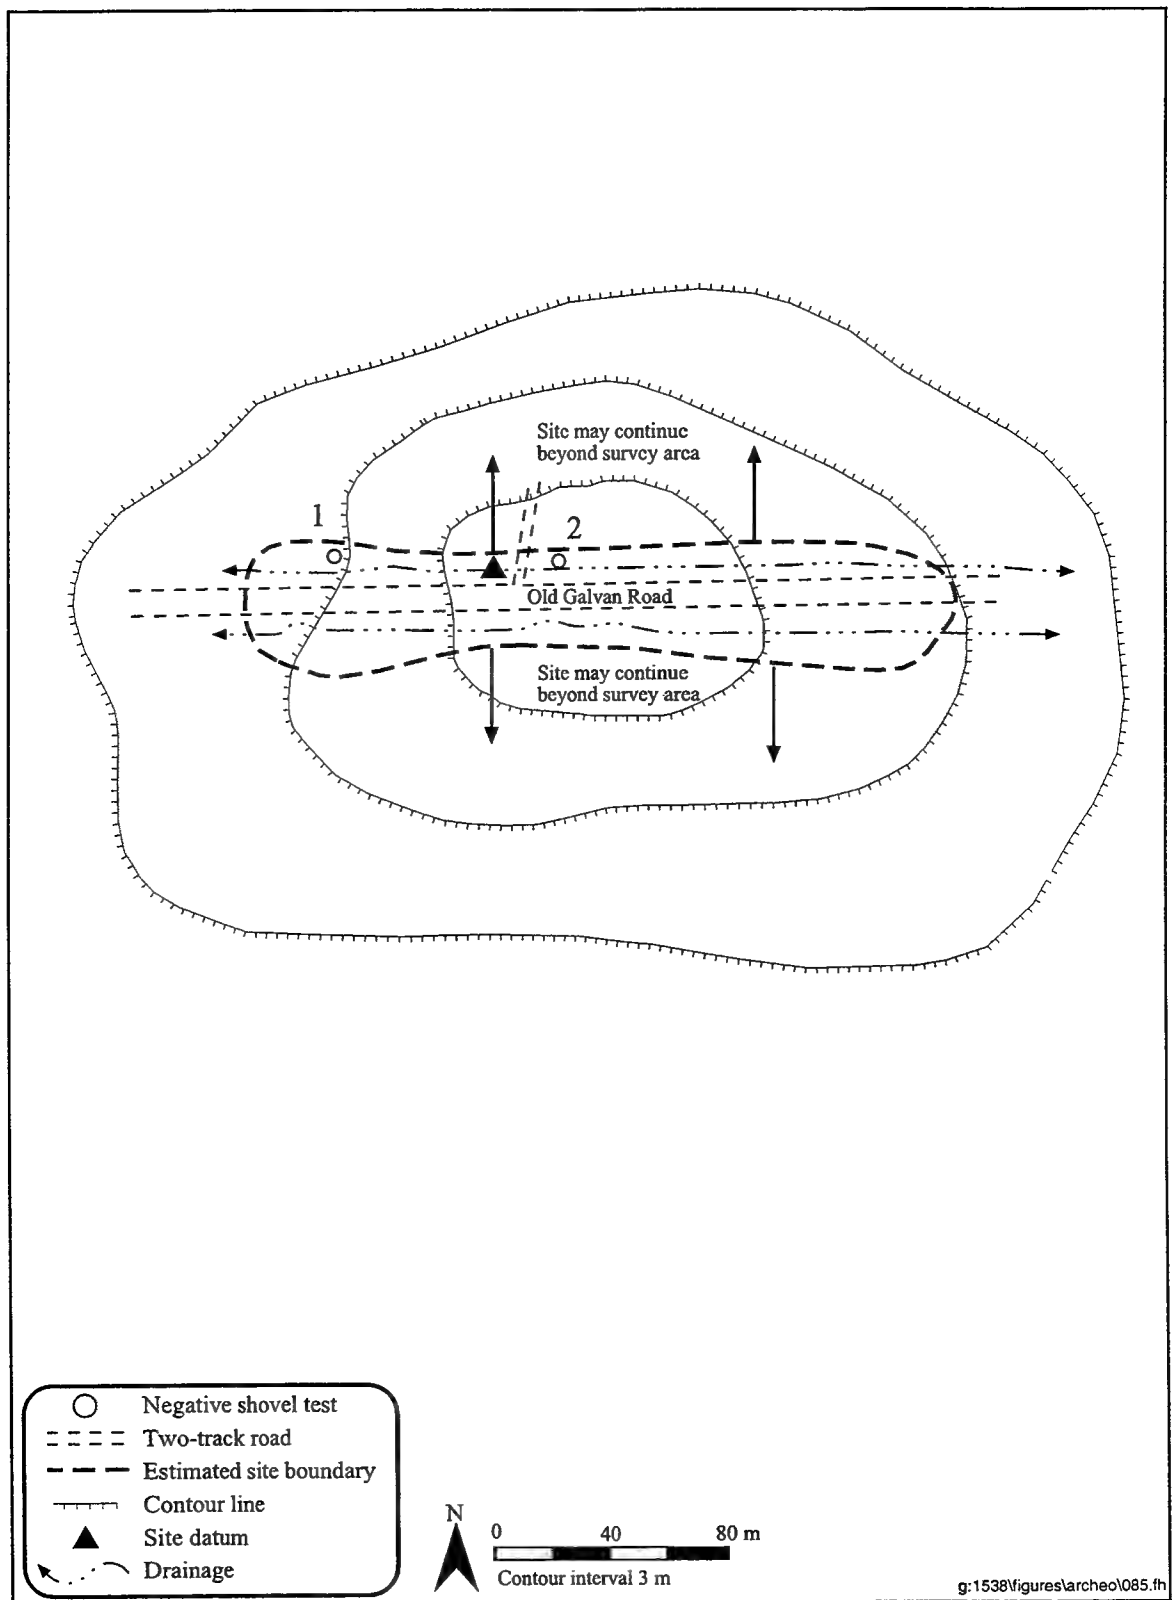 Site may continue
beyond survey area
1
2
Old Galvan Road
Site may continue
beyond survey area
Negative shovel test
Two-track road
Estimated site boundary
Contour line
Site datum
Drainage
N
0 40 80 m
Contour interval 3 m
g:1538\figures\archeo\085.fh